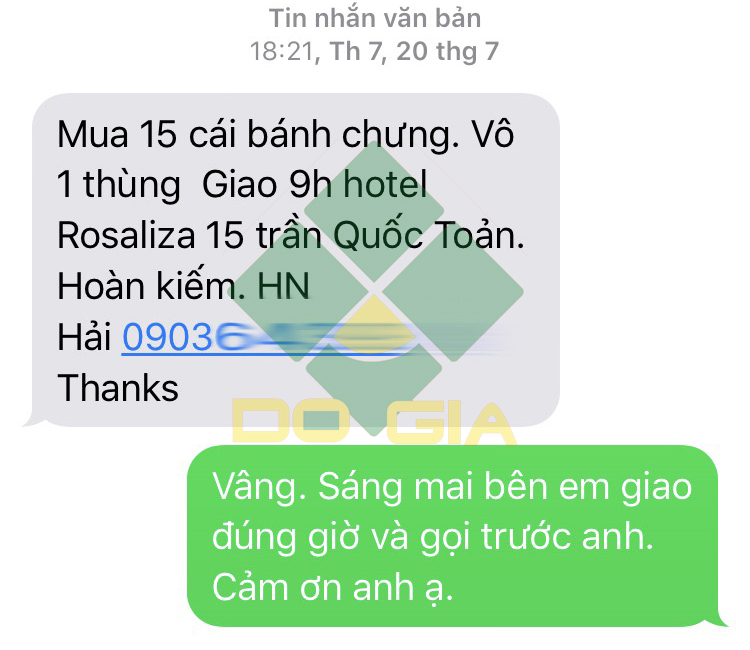 Tin nhắn văn bản
18:21, Th 7, 20 thg 7
Mua 15 cái bánh chưng. Vô
1 thùng  Giao 9h hotel
Rosaliza 15 trần Quốc Toản.
Hoàn kiếm. HN
Hải 0903
Thanks
DO GIA
Vâng. Sáng mai bên em giao
đúng giờ và gọi trước anh.
Cảm ơn anh ạ.